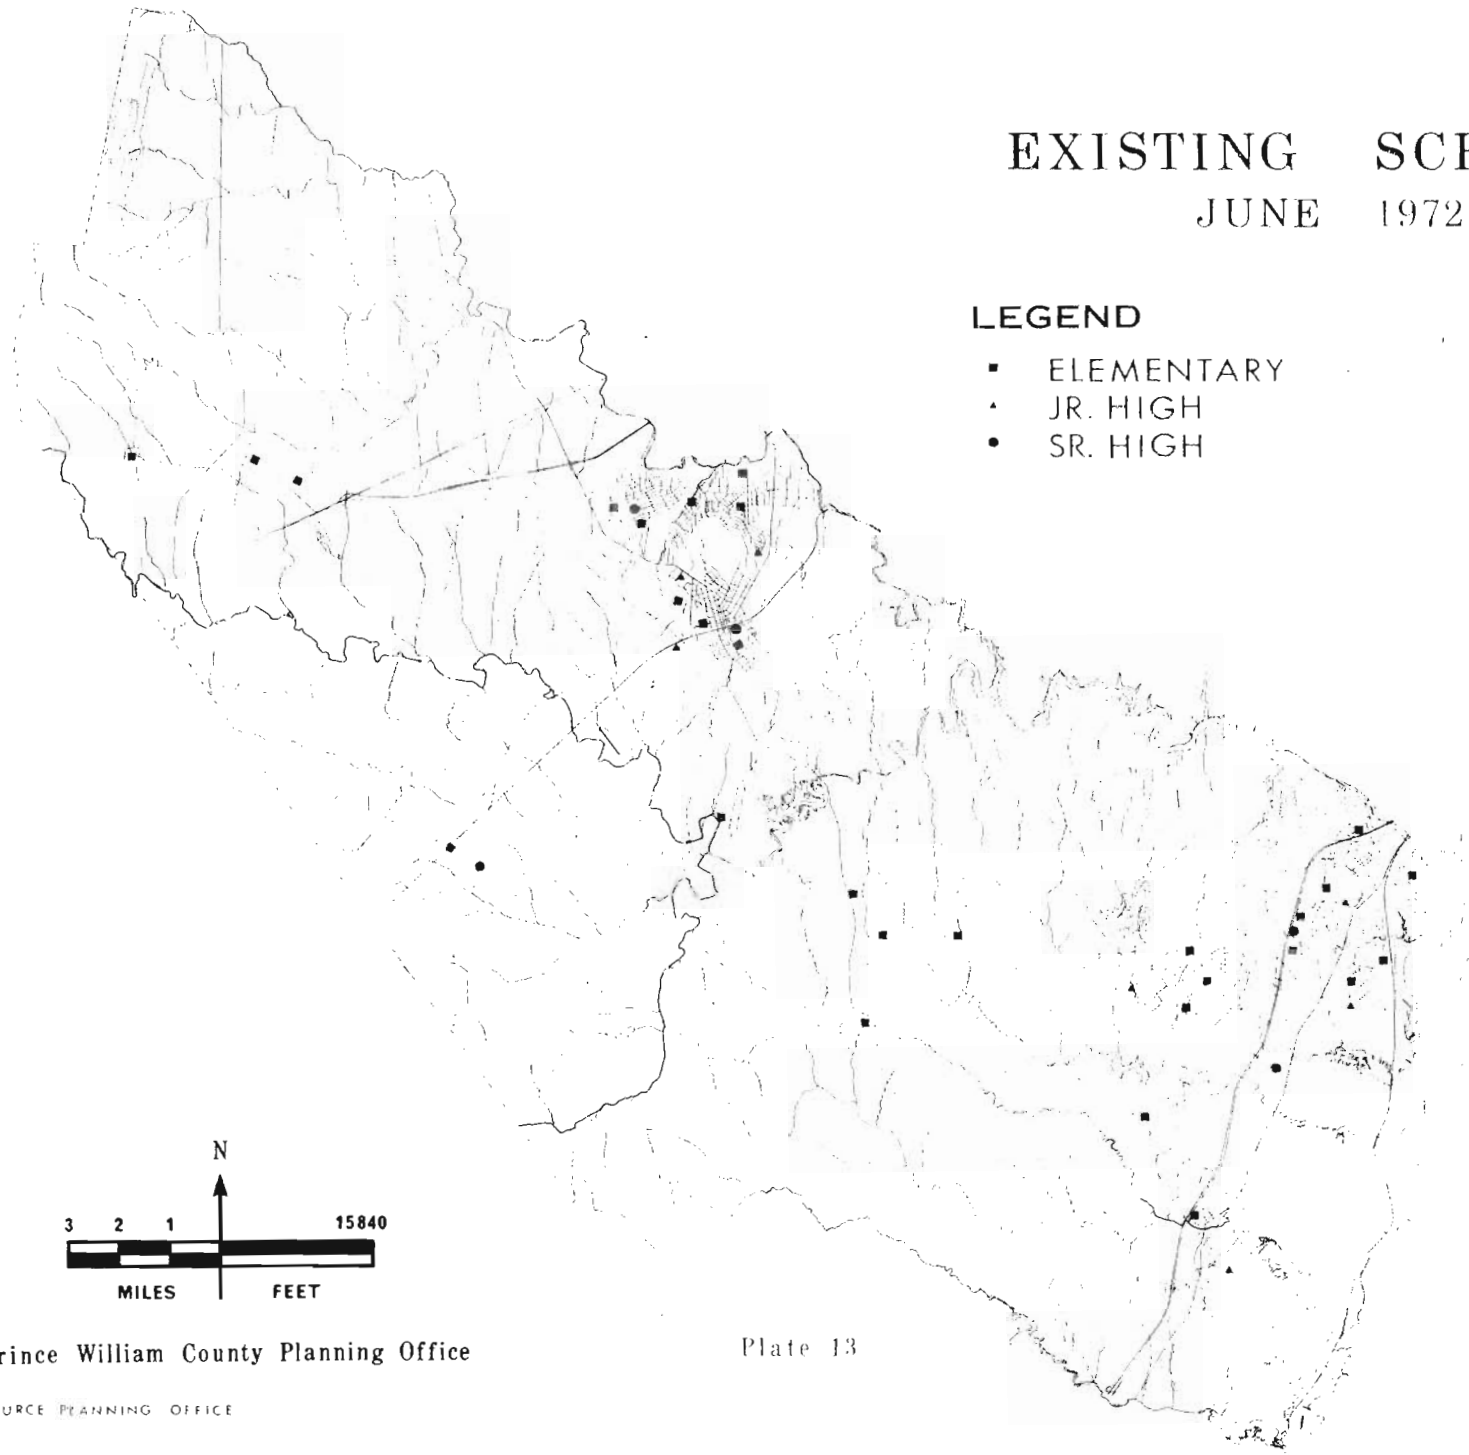 EXISTING SCH
JUNE 1972
LEGEND
ELEMENTARY
JR. HIGH
SR. HIGH
N
3 2 1 15840
MILES FEET
rince William County Planning Office
Plate 13
URCE PLANNING OFFICE